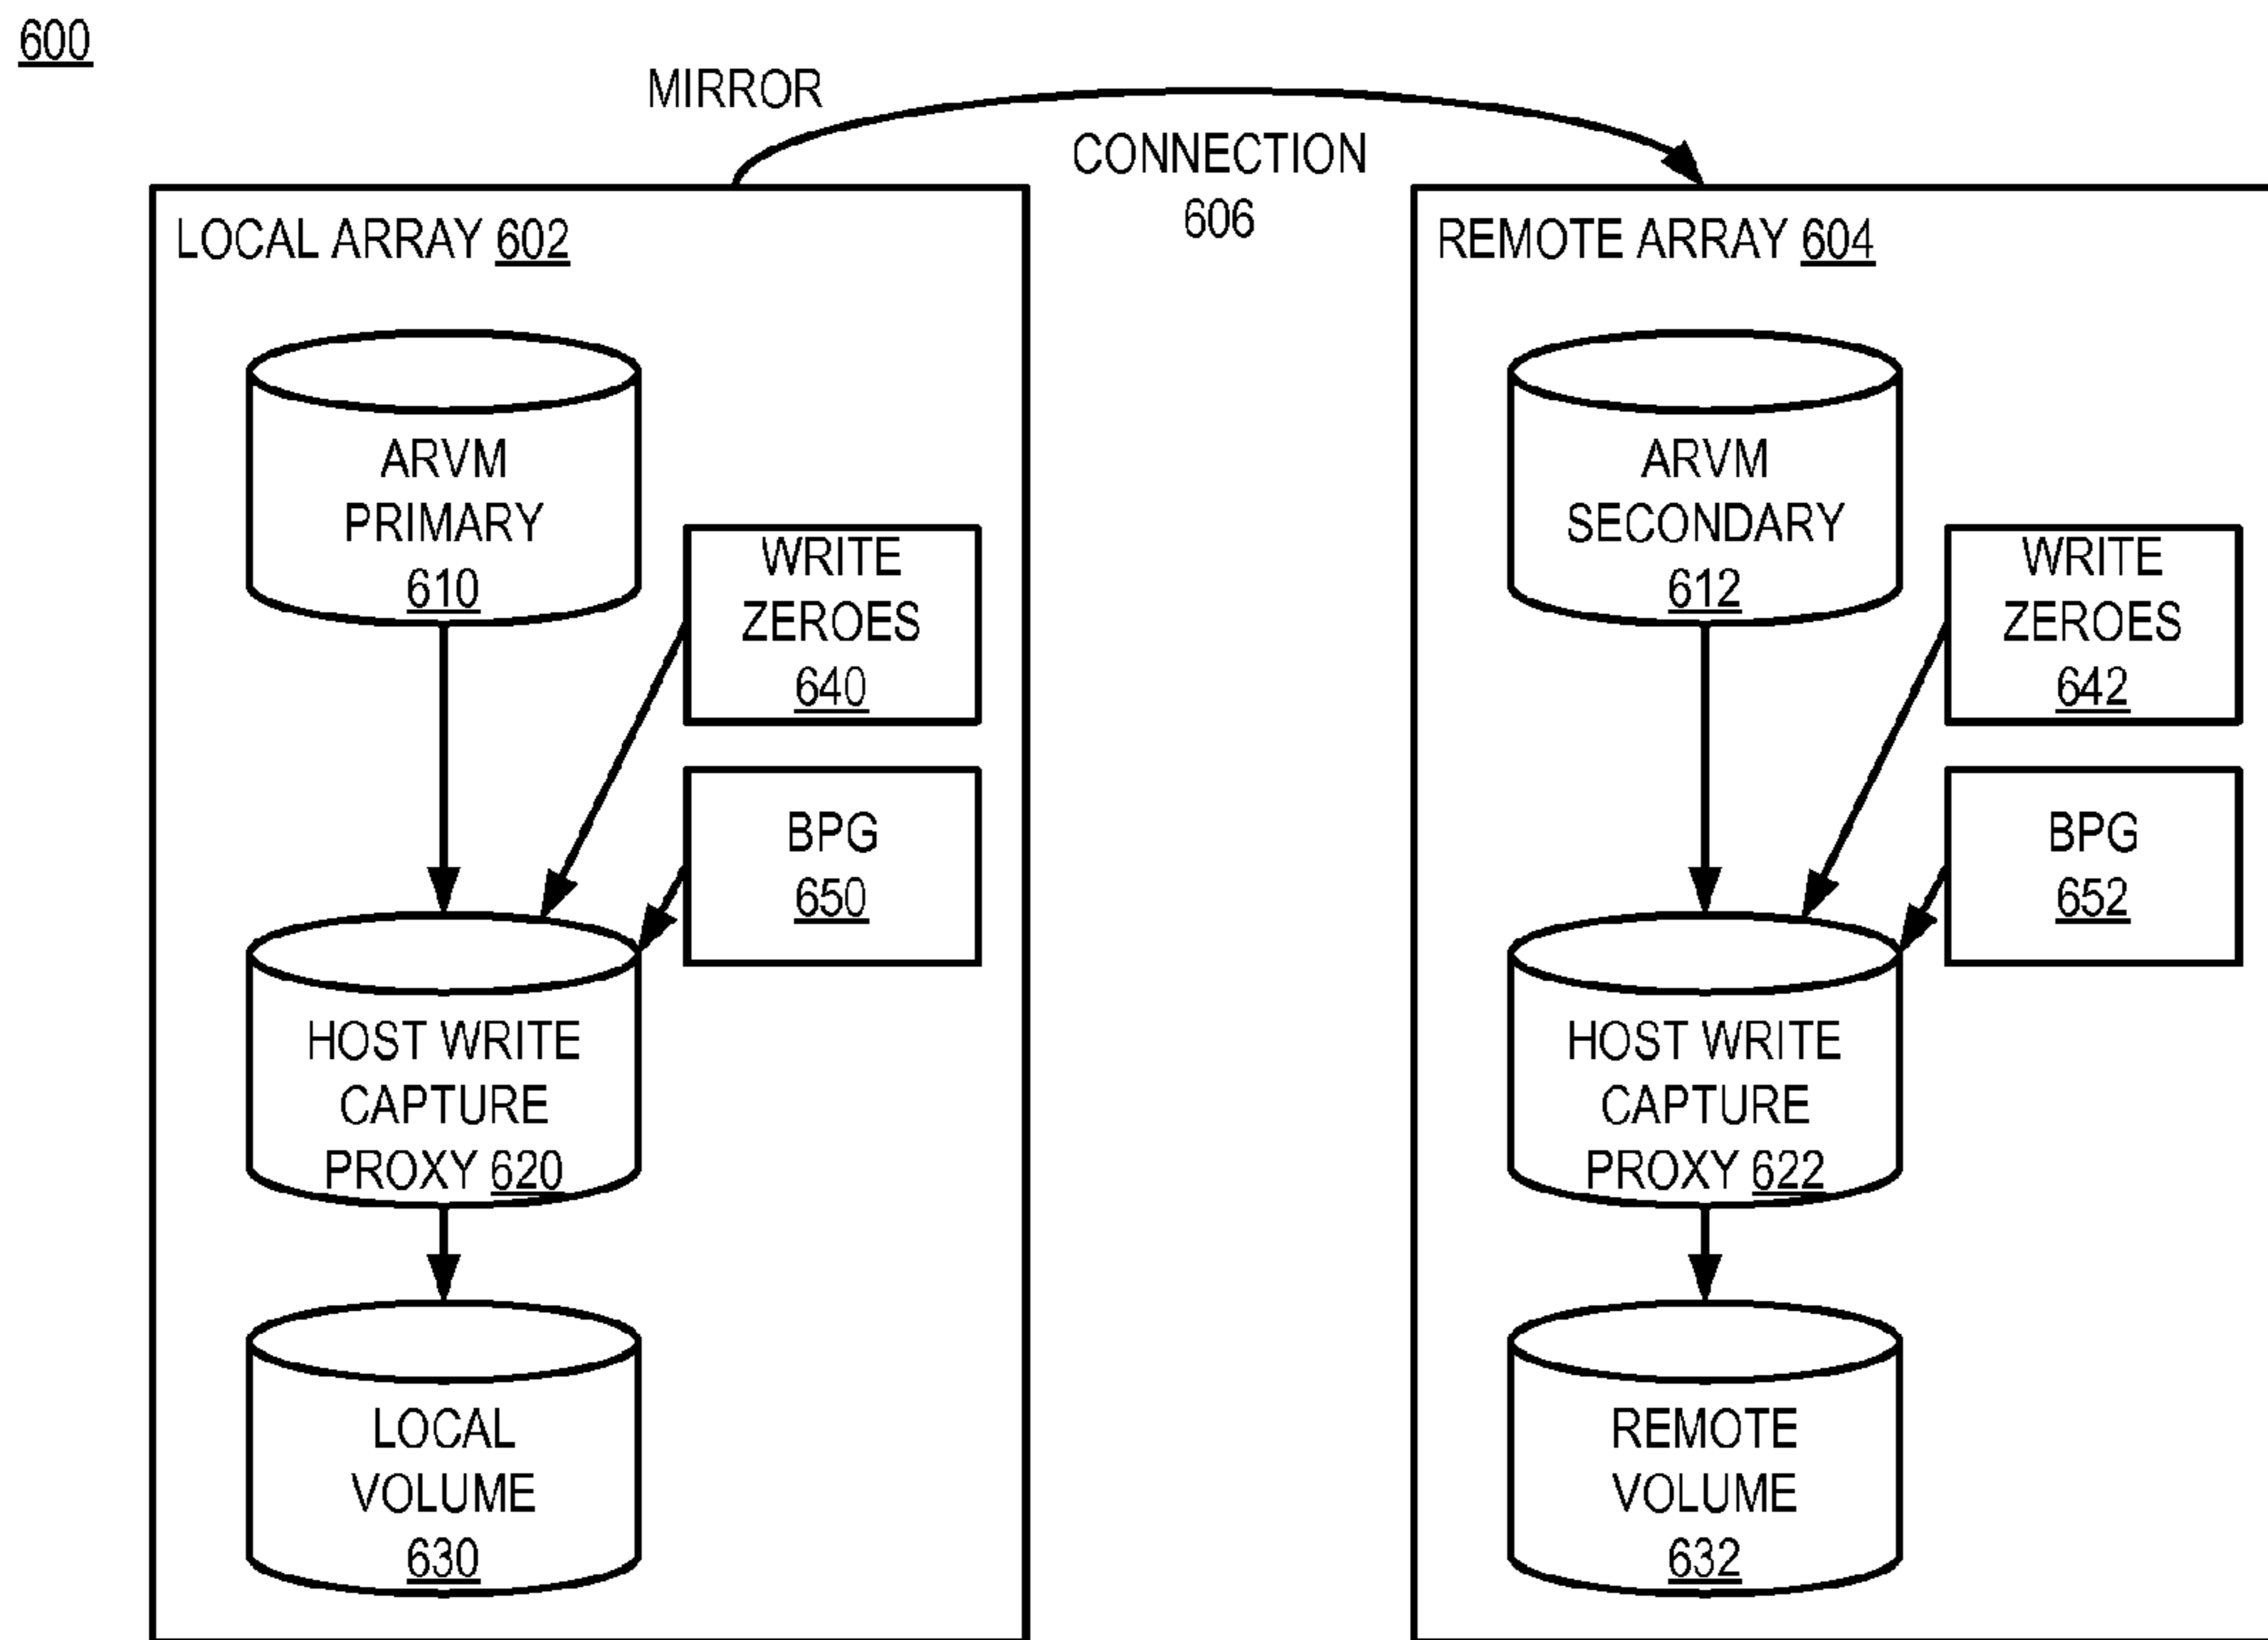 600
MIRROR
CONNECTION
606
LOCAL ARRAY 602
ARVM
PRIMARY
610
WRITE
ZEROES
640
BPG
650
HOST WRITE
CAPTURE
PROXY 620
LOCAL
VOLUME
630
REMOTE ARRAY 604
ARVM
SECONDARY
612
WRITE
ZEROES
642
BPG
652
HOST WRITE
CAPTURE
PROXY 622
REMOTE
VOLUME
632